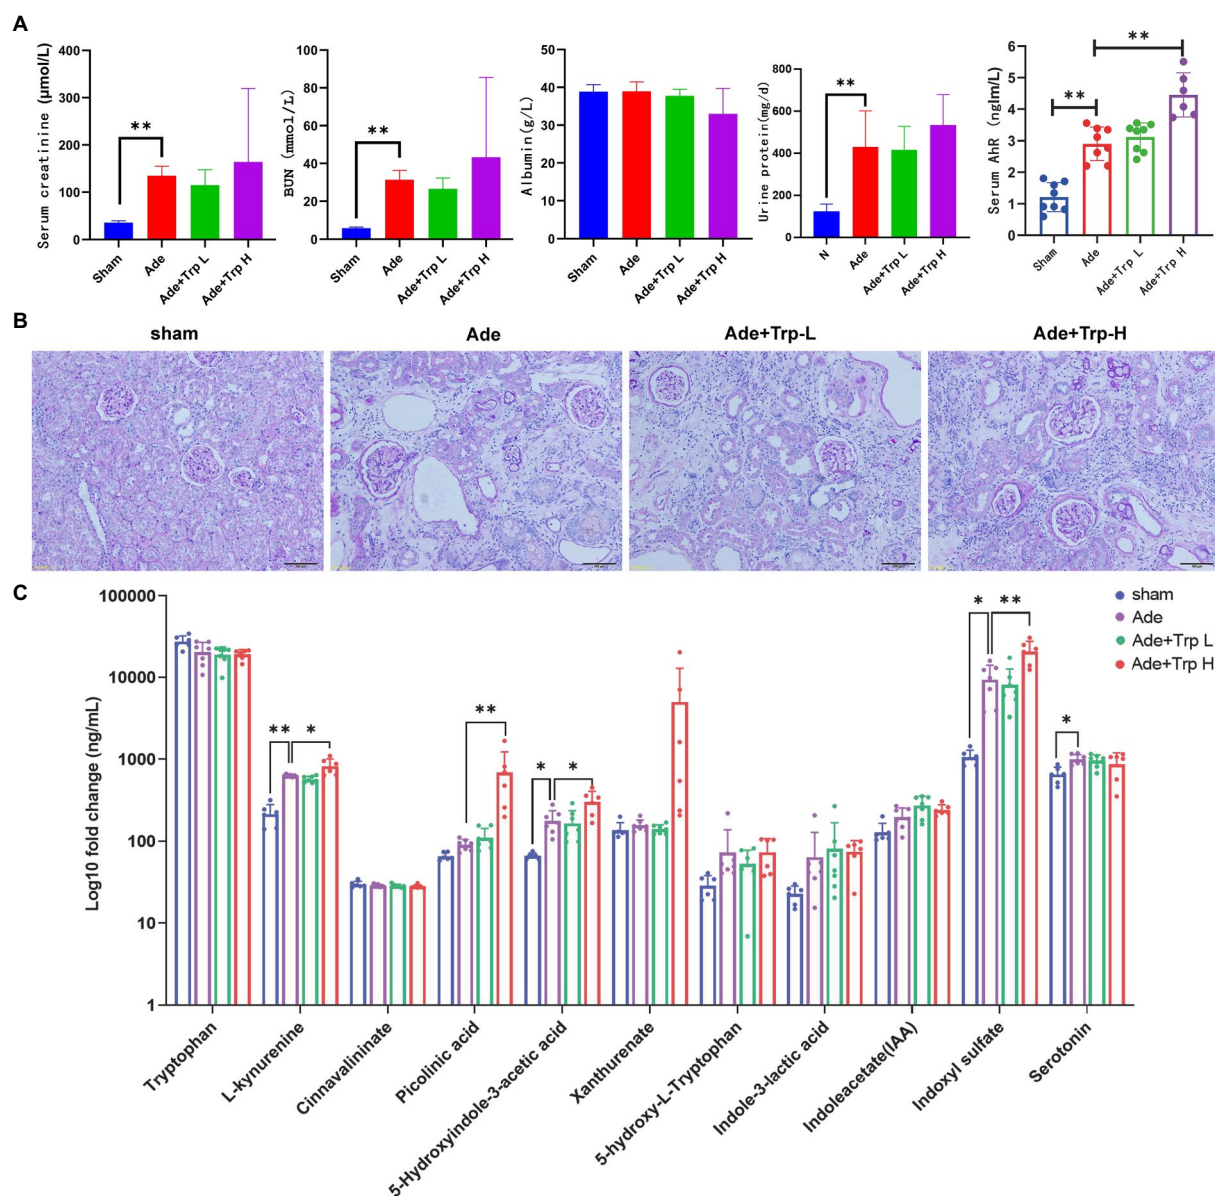 A
Serum creatinine (μmol/L)
400
300
200
100
0
**
Sham
Ade
Ade+Trp L
Ade+Trp H
BUN (mmol/L)
100
80
60
40
20
0
**
Sham
Ade
Ade+Trp L
Ade+Trp H
Albumin(g/L)
50
40
30
20
10
0
Sham
Ade
Ade+Trp L
Ade+Trp H
Urine protein(mg/d)
800
600
400
200
0
**
N
Ade
Ade+Trp L
Ade+Trp H
Serum AhR (nglm/L)
6
5
4
3
2
1
0
**
**
Sham
Ade
Ade+Trp L
Ade+Trp H
B
sham
Ade
Ade+Trp-L
Ade+Trp-H
C
Log10 fold change (ng/mL)
100000
10000
1000
100
10
1
** *
**
* *
* **
*
sham
Ade
Ade+Trp L
Ade+Trp H
Tryptophan
L-kynurenine
Cinnavalininate
Picolinic acid
5-Hydroxyindole-3-acetic acid
Xanthurenate
5-hydroxy-L-Tryptophan
Indole-3-lactic acid
Indoleacetate(IAA)
Indoxyl sulfate
Serotonin